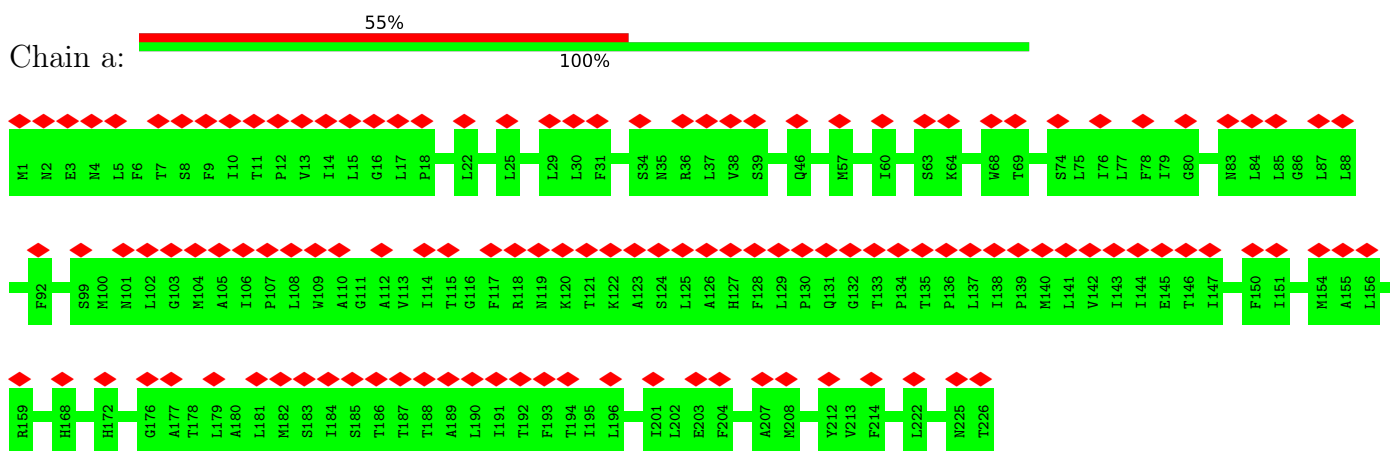 55%
Chain a:
100%
M1 N2 E3 N4 L5 F6 T7 S8 F9 I10 T11 P12 V13 I14 L15 G16 L17 P18 L22 L25 L29 L30 F31 S34 N35 R36 L37 V38 S39 Q46 M57 I60 S63 K64 W68 T69 S74 L75 I76 L77 F78 I79 G80 N83 L84 L85 G86 L87 L88
F92 S99 M100 N101 L102 G103 M104 A105 I106 P107 L108 W109 A110 G111 A112 V113 I114 T115 G116 F117 R118 N119 K120 T121 K122 A123 S124 L125 A126 H127 F128 L129 P130 Q131 G132 T133 P134 T135 P136 L137 I138 P139 M140 L141 V142 I143 I144 E145 T146 I147 F150 I151 M154 A155 L156
R159 H168 H172 G176 A177 T178 L179 A180 L181 M182 S183 I184 S185 T186 T187 T188 A189 L190 I191 T192 F193 T194 I195 L196 I201 L202 E203 F204 A207 M208 Y212 V213 F214 L222 N225 T226